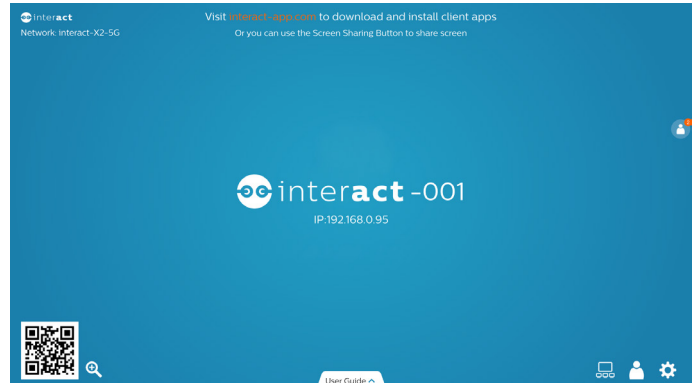 interact
Network: interact-X2-5G
Visit interact-app.com to download and install client apps
Or you can use the Screen Sharing Button to share screen
2
interact -001
IP:192.168.0.95
User Guide